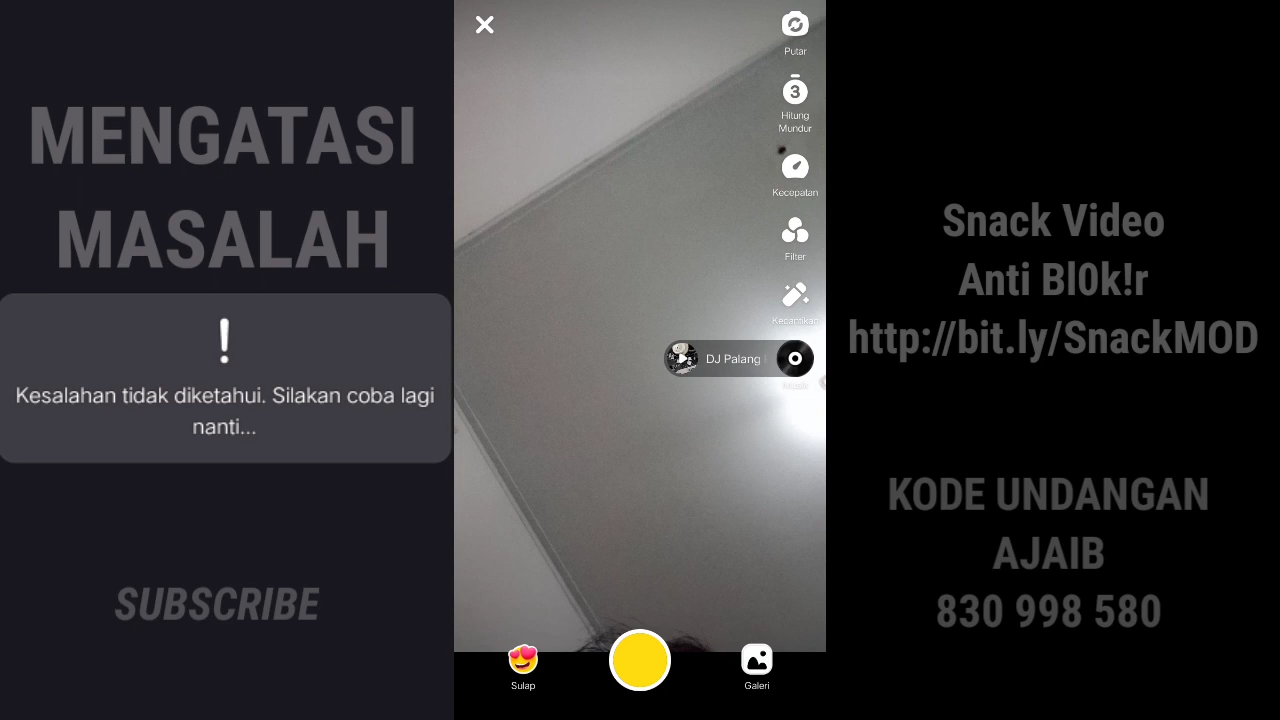 MENGATASI
MASALAH
Kesalahan tidak diketahui. Silakan coba lagi
nanti...
SUBSCRIBE
Putar
3
Hitung
Mundur
Kecepatan
Filter
Kecantikan
DJ Palang
Musik
Sulap
Galeri
Snack Video
Anti Bl0k!r
http://bit.ly/SnackMOD
KODE UNDANGAN
AJAIB
830 998 580